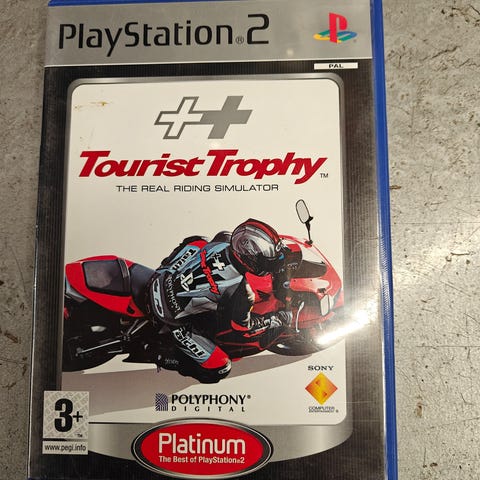 PlayStation®2
PAL
Tourist Trophy™
THE REAL RIDING SIMULATOR
POLYPHONY®
DIGITAL
SONY
COMPUTER
ENTERTAINMENT®
3+
www.pegi.info
Platinum
The Best of PlayStation®2